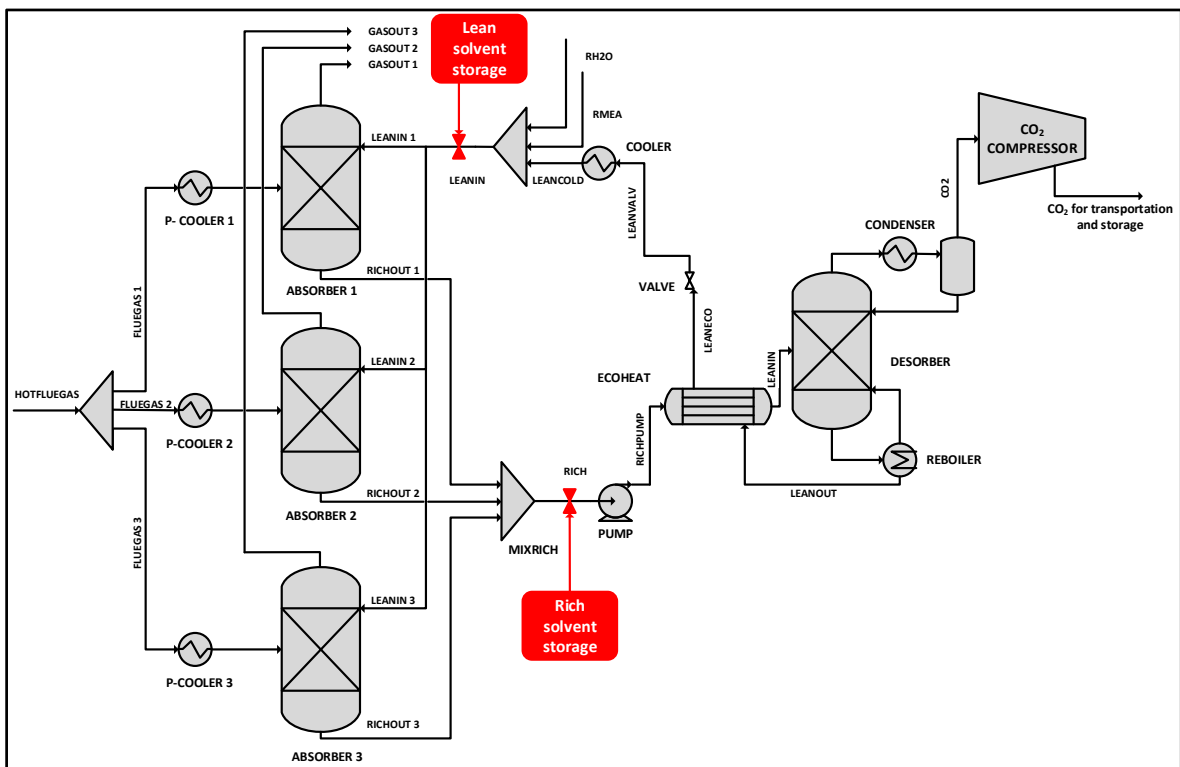 GASOUT 3
GASOUT 2
GASOUT 1
Lean
solvent
storage
RH2O
RMEA
LEANIN 1
LEANIN
LEANCOLD
COOLER
CO₂
COMPRESSOR
CO2
CO₂ for transportation
and storage
P- COOLER 1
LEANVALV
CONDENSER
RICHOUT 1
ABSORBER 1
VALVE
FLUEGAS 1
LEANECO
LEANIN 2
ECOHEAT
LEANIN
DESORBER
HOTFLUEGAS
FLUEGAS 2
P-COOLER 2
RICHPUMP
REBOILER
RICH
LEANOUT
RICHOUT 2
ABSORBER 2
FLUEGAS 3
MIXRICH
PUMP
LEANIN 3
Rich
solvent
storage
P-COOLER 3
RICHOUT 3
ABSORBER 3